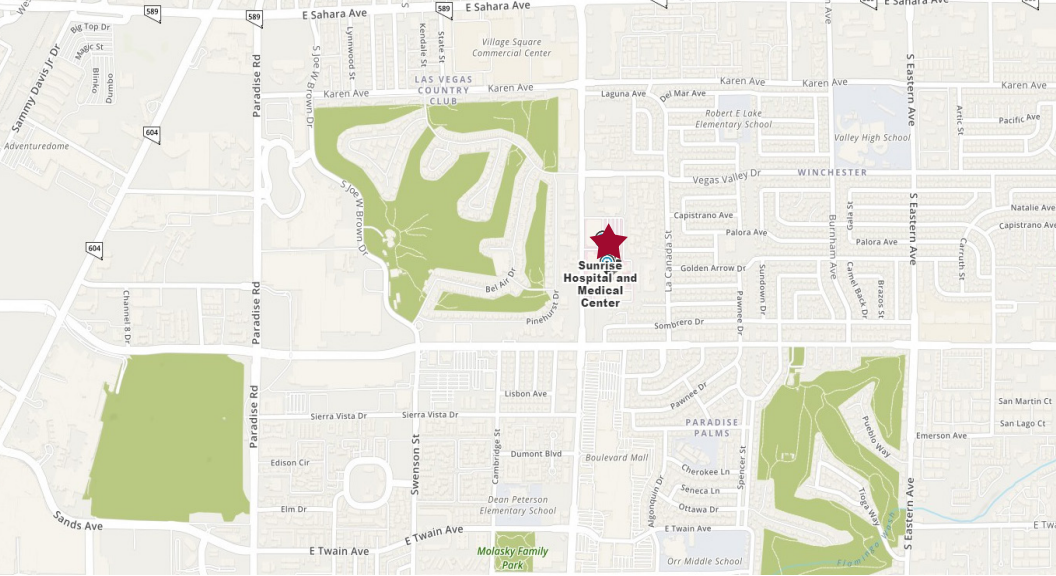 E Sahara Ave
E Sahara Ave
E Sahara Ave
589
589
589
Big Top Dr
Magic St
Blinko
Dumbo
Sammy Davis Jr Dr
Adventuredome
604
604
Paradise Rd
Paradise Rd
Paradise Rd
S Joe W Brown Dr
S Joe W Brown Dr
Lynnwood St
Kendale St
State St
Village Square
Commercial Center
LAS VEGAS
COUNTRY
CLUB
Karen Ave
Karen Ave
Karen Ave
Karen Ave
Laguna Ave
Del Mar Ave
Robert E Lake
Elementary School
Valley High School
S Eastern Ave
S Eastern Ave
S Eastern Ave
Artic St
Pacific Ave
Vegas Valley Dr
WINCHESTER
Natalie Ave
Capistrano Ave
Capistrano Ave
Palora Ave
Palora Ave
Burnham Ave
Galia St
Carruth St
La Canada St
Golden Arrow Dr
Sundown Dr
Pawnee Dr
Camel Back Dr
Brazos St
Sombrero Dr
Sunrise
Hospital and
Medical
Center
Bel Air Dr
Pinehurst Dr
Channel 8 Dr
Lisbon Ave
Sierra Vista Dr
Sierra Vista Dr
Swenson St
Cambridge St
Dumont Blvd
Boulevard Mall
Edison Cir
Elm Dr
Dean Peterson
Elementary School
Sands Ave
E Twain Ave
E Twain Ave
E Twain Ave
E Tw
Molasky Family
Park
Pawnee Dr
PARADISE
PALMS
Cherokee Ln
Seneca Ln
Ottawa Dr
Algonquin Dr
Spencer St
Orr Middle School
Pueblo Way
Tioga Way
Flamingo Wash
Emerson Ave
San Martin Ct
San Lago Ct